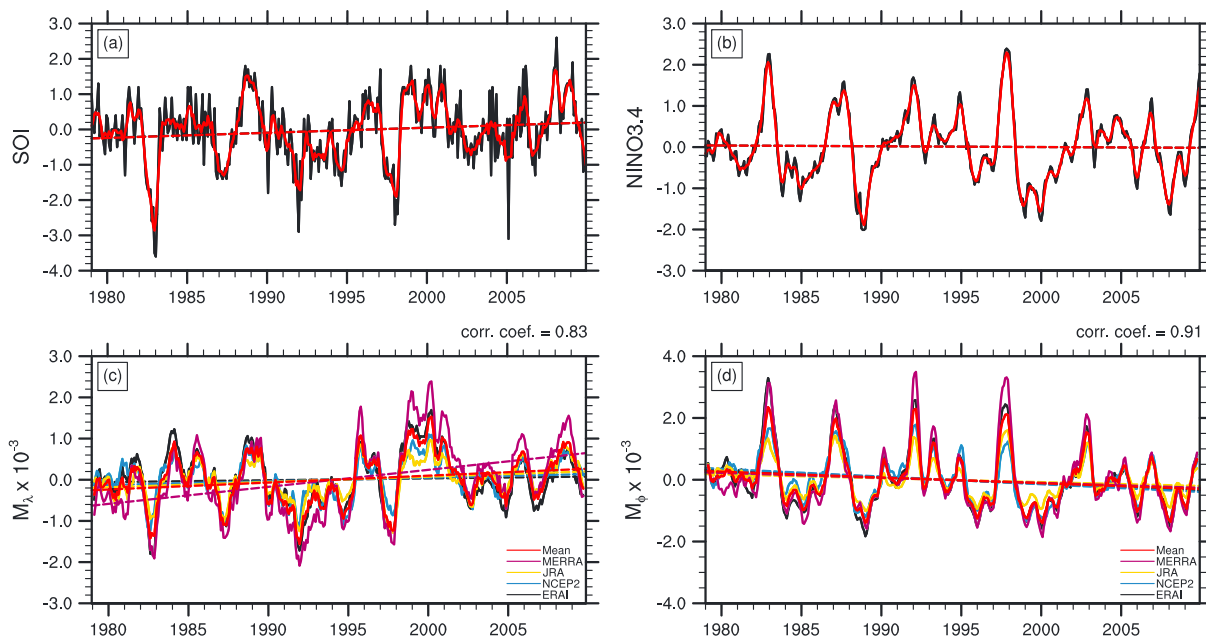 (a)
SOI
3.0
2.0
1.0
0.0
-1.0
-2.0
-3.0
-4.0
1980 1985 1990 1995 2000 2005
(b)
NINO3.4
3.0
2.0
1.0
0.0
-1.0
-2.0
-3.0
1980 1985 1990 1995 2000 2005
corr. coef. = 0.83
(c)
M_λ x 10⁻³
3.0
2.0
1.0
0.0
-1.0
-2.0
-3.0
Mean
MERRA
JRA
NCEP2
ERAI
1980 1985 1990 1995 2000 2005
corr. coef. = 0.91
(d)
M_ϕ x 10⁻³
4.0
2.0
0.0
-2.0
-4.0
Mean
MERRA
JRA
NCEP2
ERAI
1980 1985 1990 1995 2000 2005